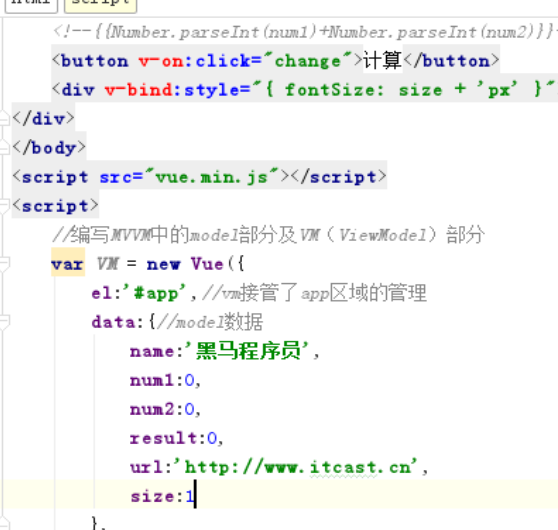 html script
<!--{{Number.parseInt(num1)+Number.parseInt(num2)}}
<button v-on:click="change">计算</button>
<div v-bind:style="{ fontSize: size + 'px' }"
</div>
</body>
<script src="vue.min.js"></script>
<script>
//编写MVVM中的model部分及VM（ViewModel）部分
var VM = new Vue({
el:'#app',//vm接管了app区域的管理
data:{//model数据
name:'黑马程序员',
num1:0,
num2:0,
result:0,
url:'http://www.itcast.cn',
size:1
},